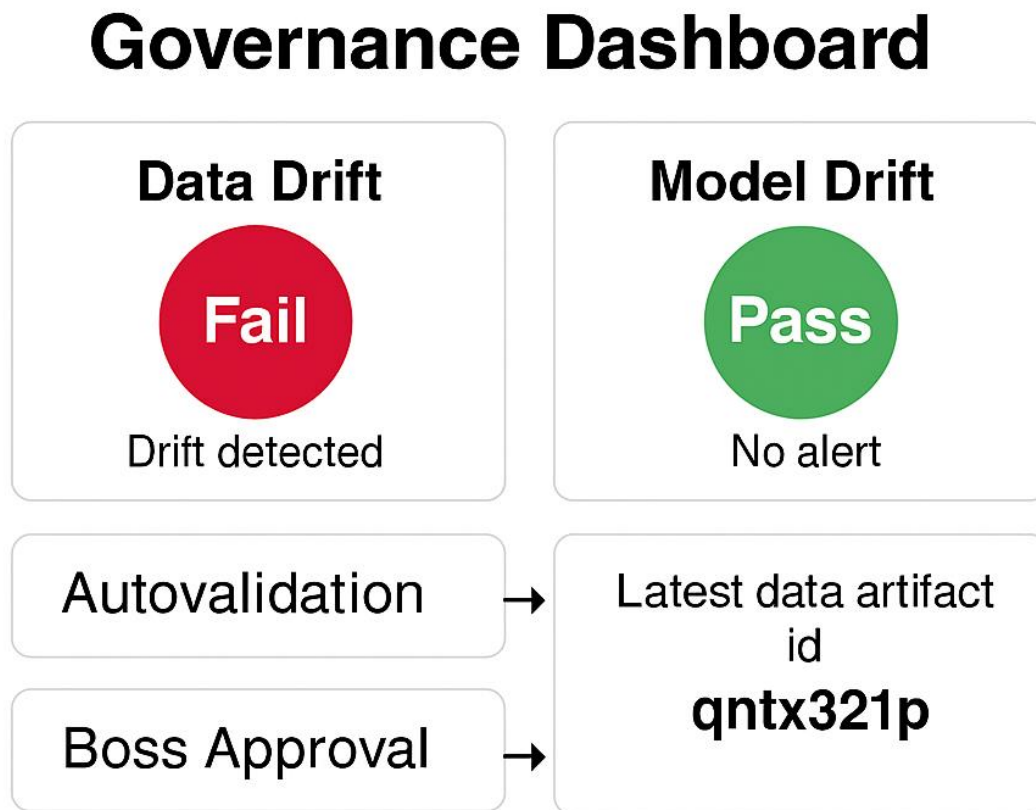 Governance Dashboard
Data Drift
Fail
Drift detected
Model Drift
Pass
No alert
Autovalidation
Boss Approval
Latest data artifact
id
qntx321p